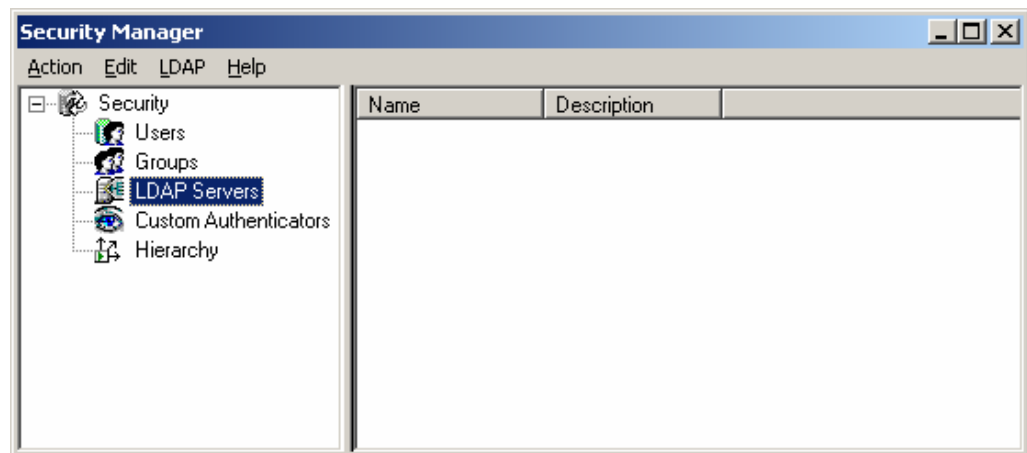 Security Manager
Action Edit LDAP Help
Security
Users
Groups
LDAP Servers
Custom Authenticators
Hierarchy
Name Description